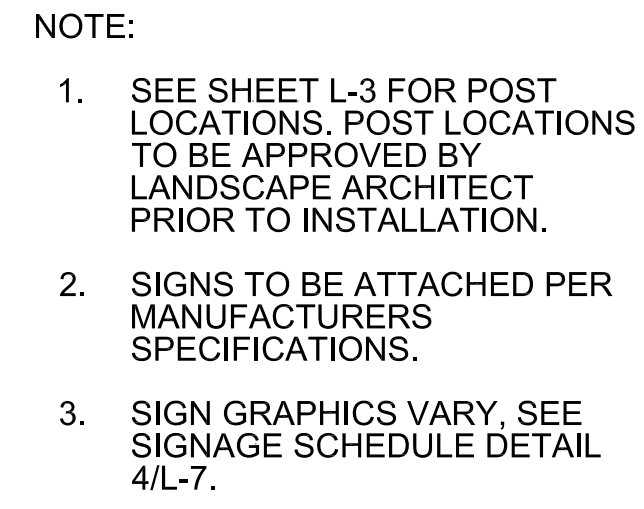 NOTE:
1. SEE SHEET L-3 FOR POST
LOCATIONS. POST LOCATIONS
TO BE APPROVED BY
LANDSCAPE ARCHITECT
PRIOR TO INSTALLATION.
2. SIGNS TO BE ATTACHED PER
MANUFACTURERS
SPECIFICATIONS.
3. SIGN GRAPHICS VARY, SEE
SIGNAGE SCHEDULE DETAIL
4/L-7.